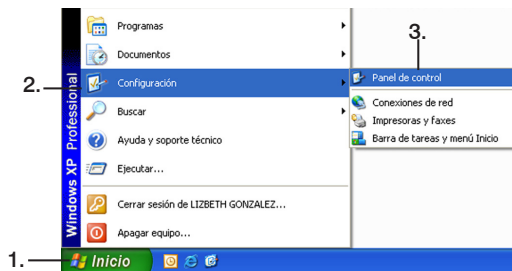 Programas
Documentos
3.
2.
Configuración
Panel de control
Conexiones de red
Buscar
Impresoras y faxes
Ayuda y soporte técnico
Barra de tareas y menú Inicio
Ejecutar...
Cerrar sesión de LIZBETH GONZALEZ...
Apagar equipo...
Windows XP Professional
1.
Inicio